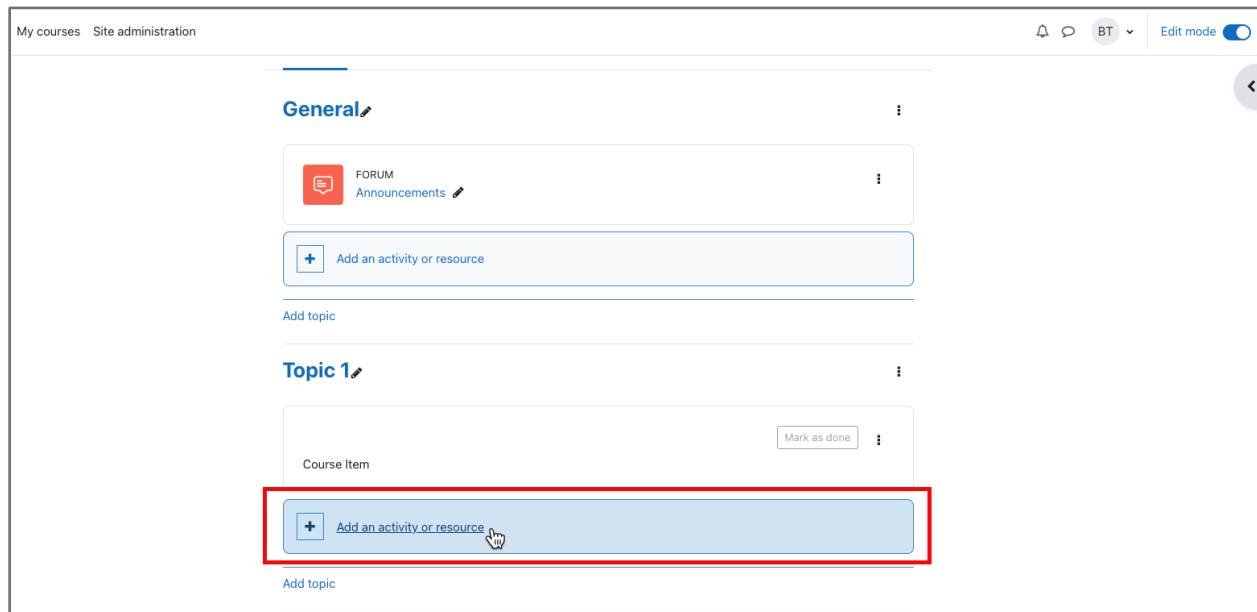 My courses Site administration
BT Edit mode
General
FORUM
Announcements
Add an activity or resource
Add topic
Topic 1
Mark as done
Course Item
Add an activity or resource
Add topic